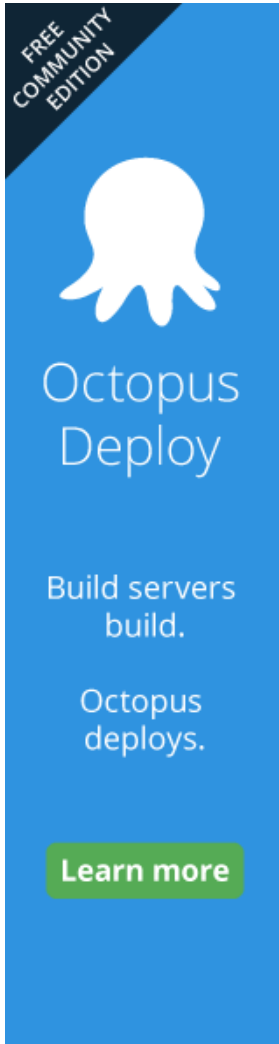 FREE
COMMUNITY
EDITION
Octopus
Deploy
Build servers
build.
Octopus
deploys.
Learn more